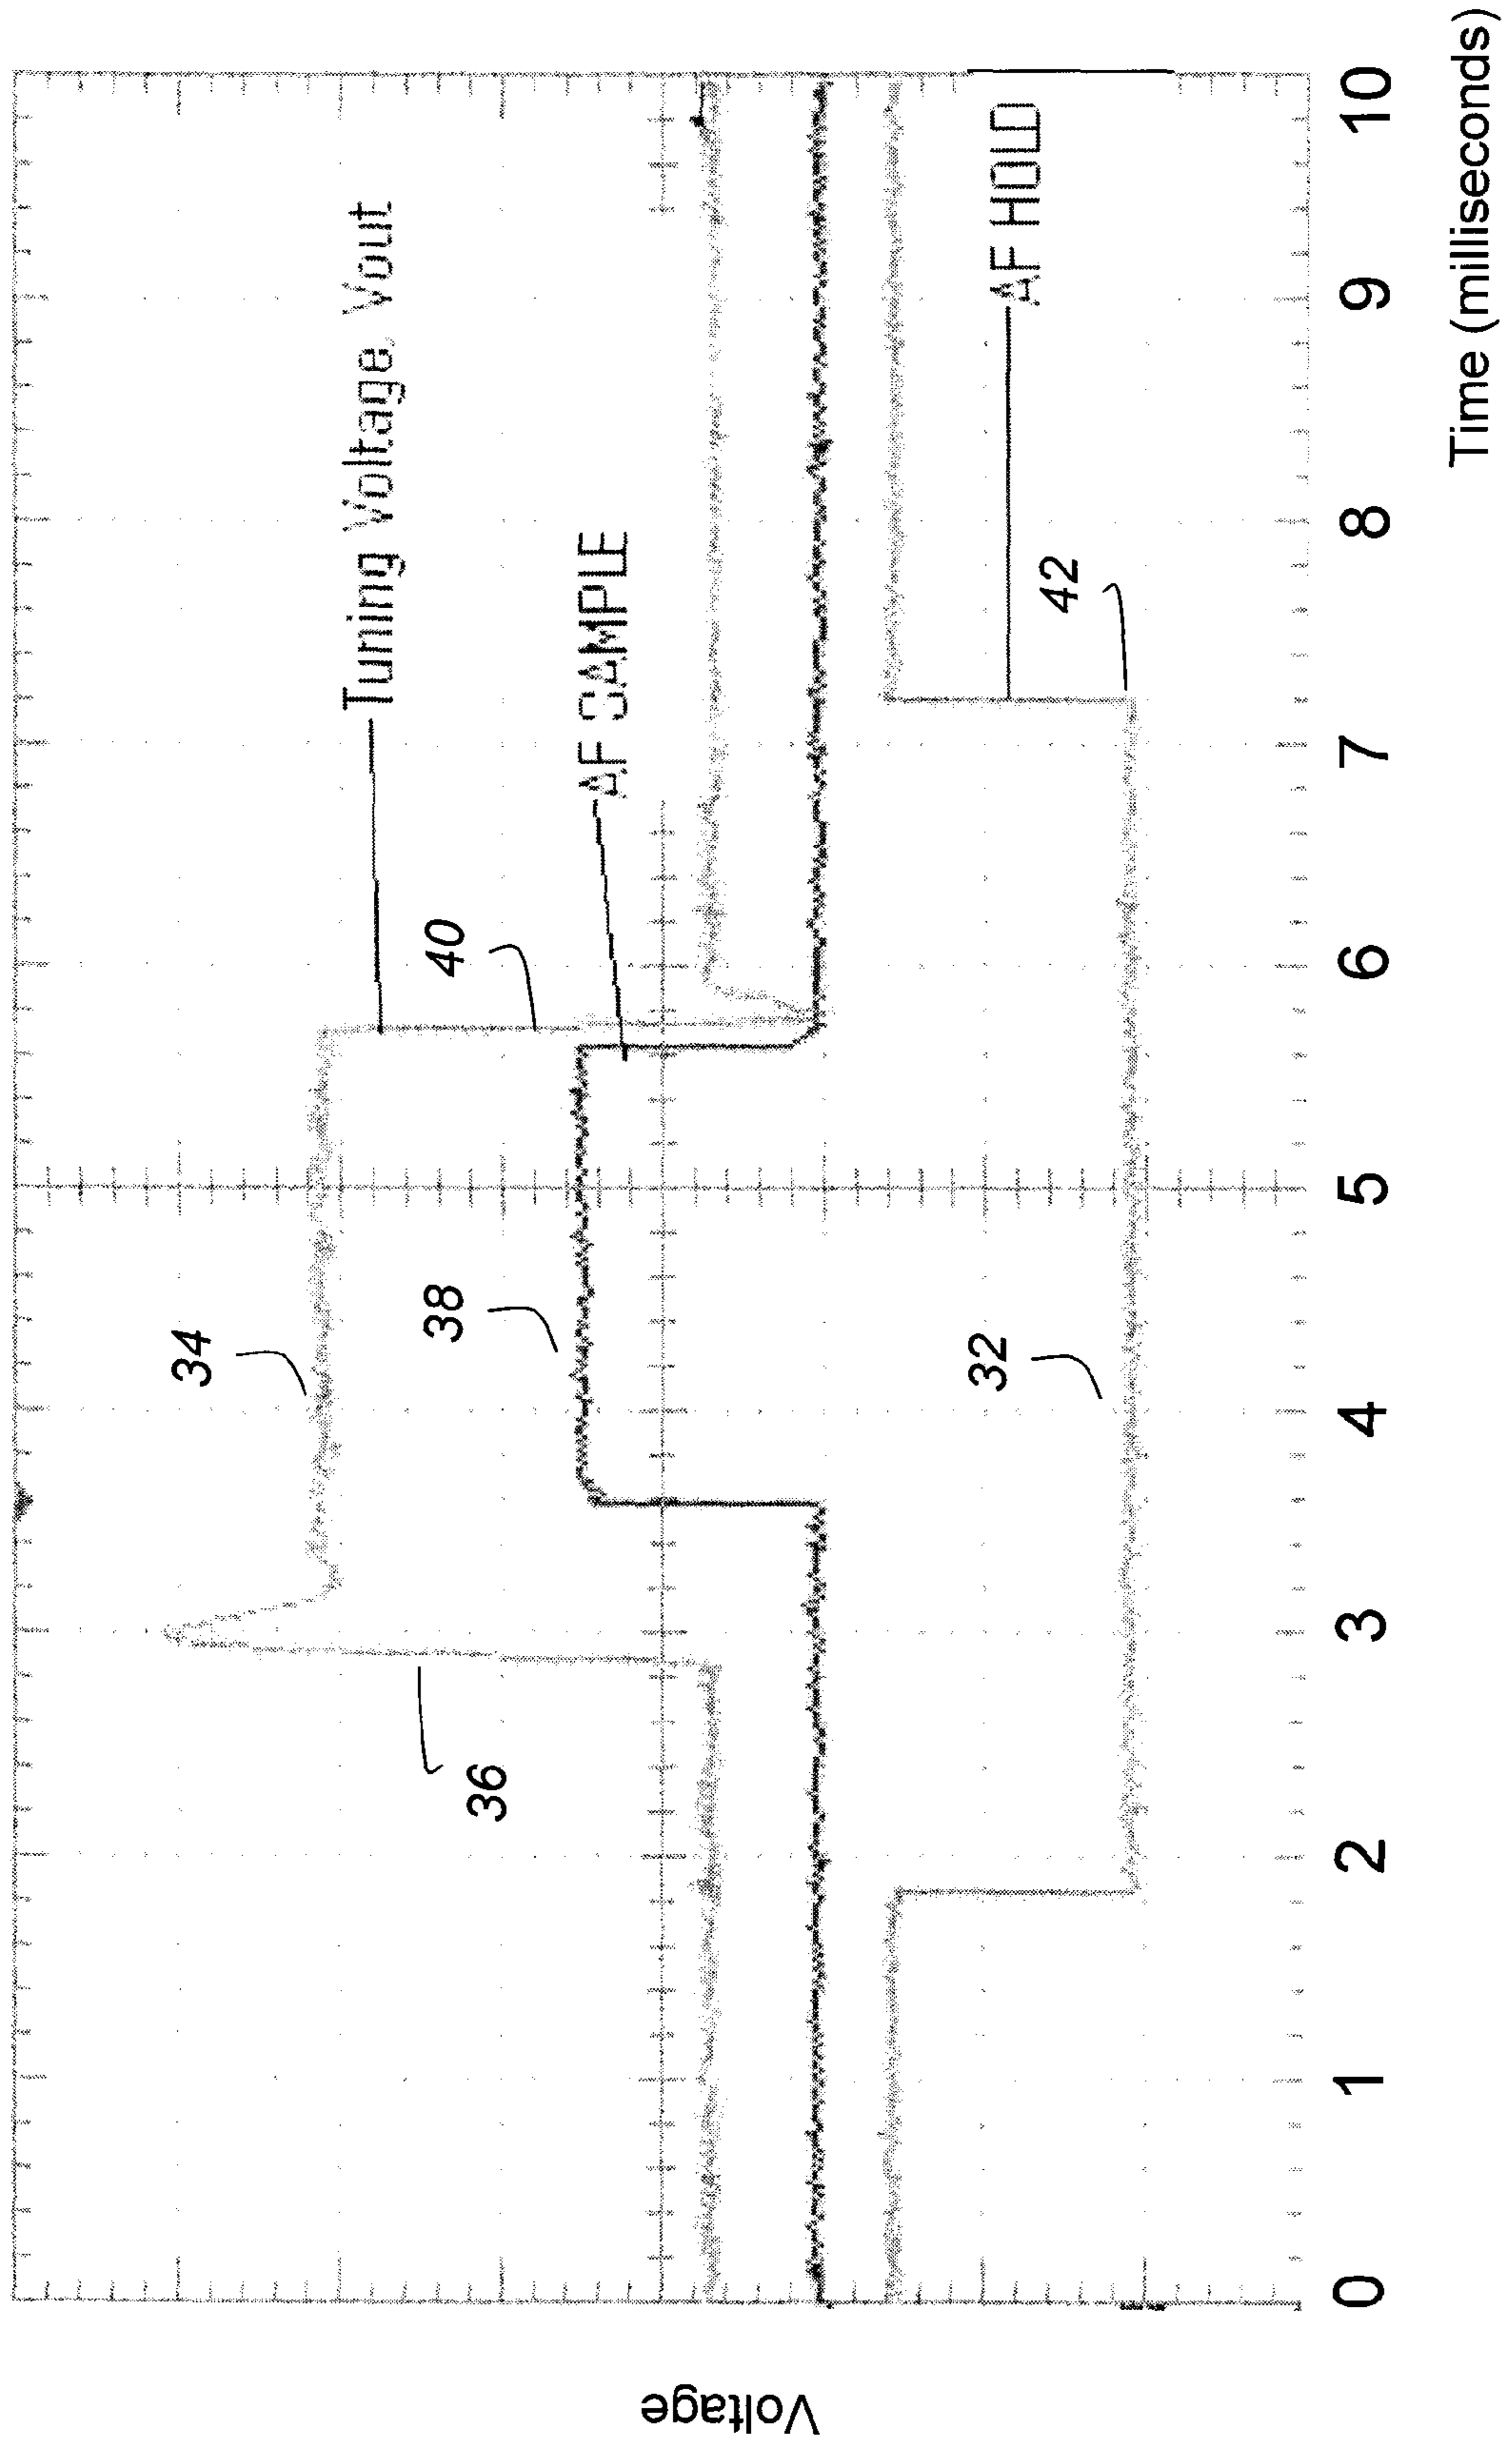 Tuning Voltage, Vout
34
40
36
38
AF SAMPLE
AF HOLD
32
42
Voltage
0 1 2 3 4 5 6 7 8 9 10
Time (milliseconds)